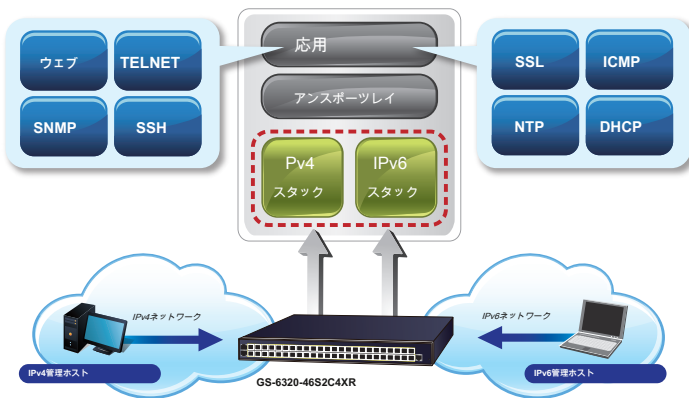 応用
ウェブ
TELNET
SNMP
SSH
SSL
ICMP
NTP
DHCP
アンスポーツレイ
Pv4
スタック
IPv6
スタック
IPv4ネットワーク
IPv6ネットワーク
IPv4管理ホスト
IPv6管理ホスト
GS-6320-46S2C4XR